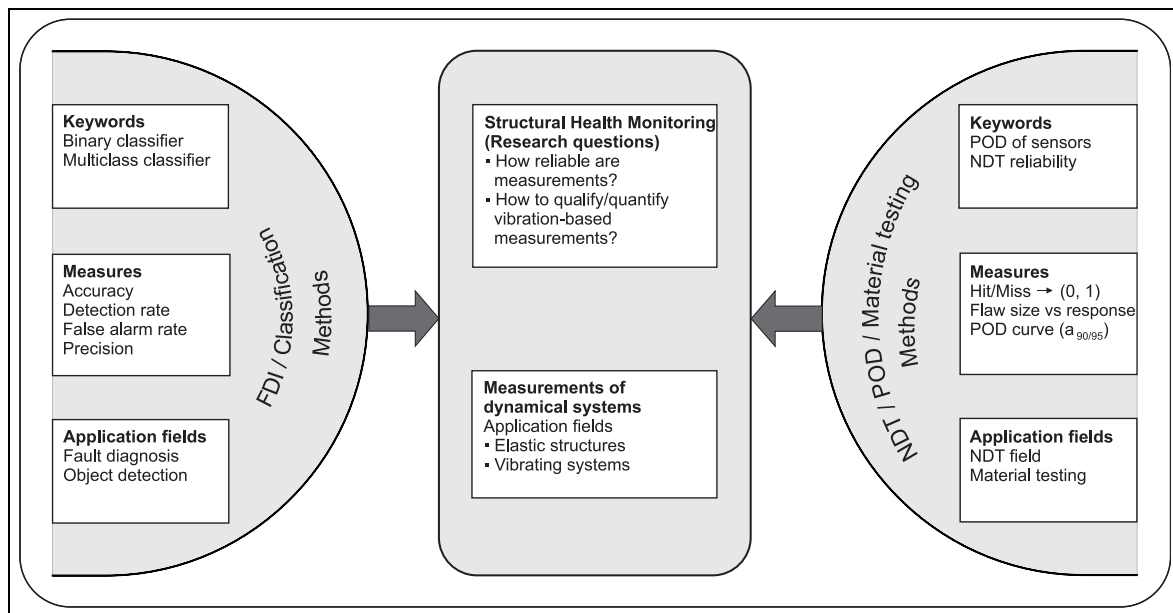 Keywords
Binary classifier
Multiclass classifier
Measures
Accuracy
Detection rate
False alarm rate
Precision
Application fields
Fault diagnosis
Object detection
FDI / Classification
Methods
Structural Health Monitoring
(Research questions)
▪ How reliable are
measurements?
▪ How to qualify/quantify
vibration-based
measurements?
Measurements of
dynamical systems
Application fields
▪ Elastic structures
▪ Vibrating systems
NDT / POD / Material testing
Methods
Keywords
POD of sensors
NDT reliability
Measures
Hit/Miss → (0, 1)
Flaw size vs response
POD curve (a90/95)
Application fields
NDT field
Material testing